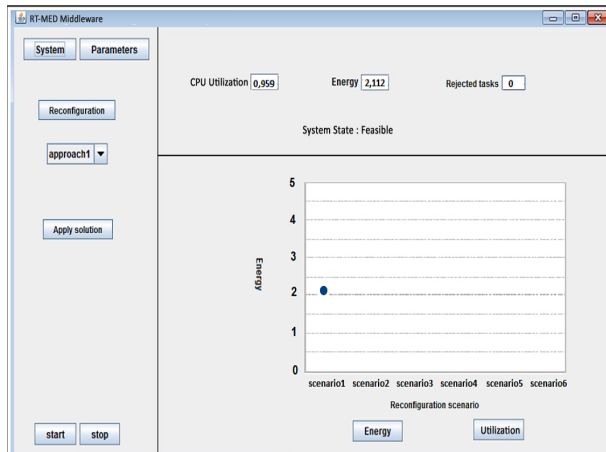 RT-MED Middleware
System Parameters
CPU Utilization 0,959 Energy 2,112 Rejected tasks 0
Reconfiguration
System State : Feasible
approach1
Apply solution
5
4
3
2
1
0
Energy
scenario1 scenario2 scenario3 scenario4 scenario5 scenario6
Reconfiguration scenario
start stop Energy Utilization